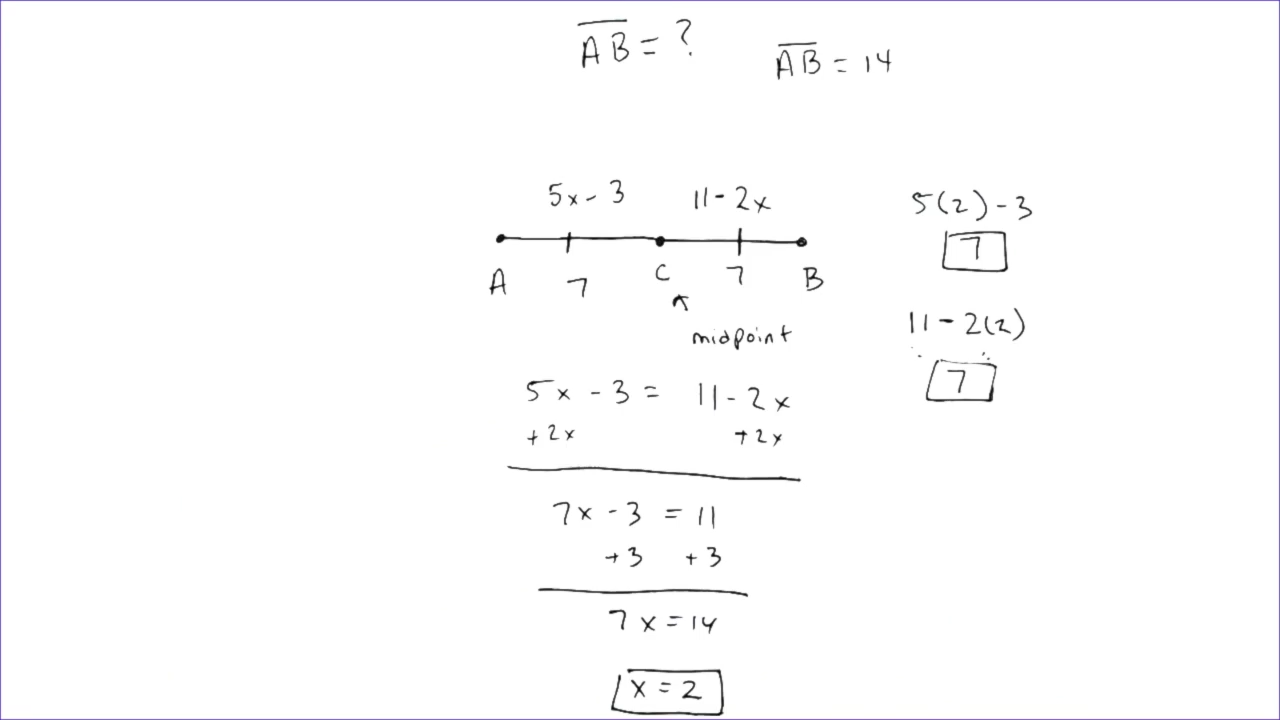 AB = ?
AB = 14
5x - 3 11 - 2x
A 7 C 7 B
midpoint
5(2) - 3
7
11 - 2(2)
7
5x - 3 = 11 - 2x
+2x +2x
7x - 3 = 11
+3 +3
7x = 14
x = 2